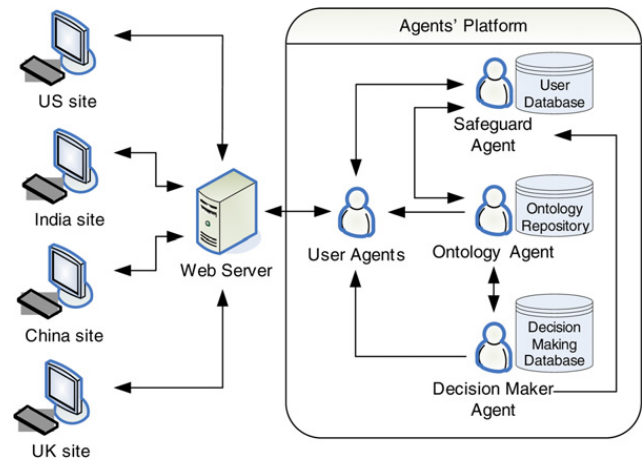 Agents' Platform
US site
India site
China site
UK site
Web Server
User Agents
User
Database
Safeguard
Agent
Ontology
Repository
Ontology Agent
Decision
Making
Database
Decision Maker
Agent